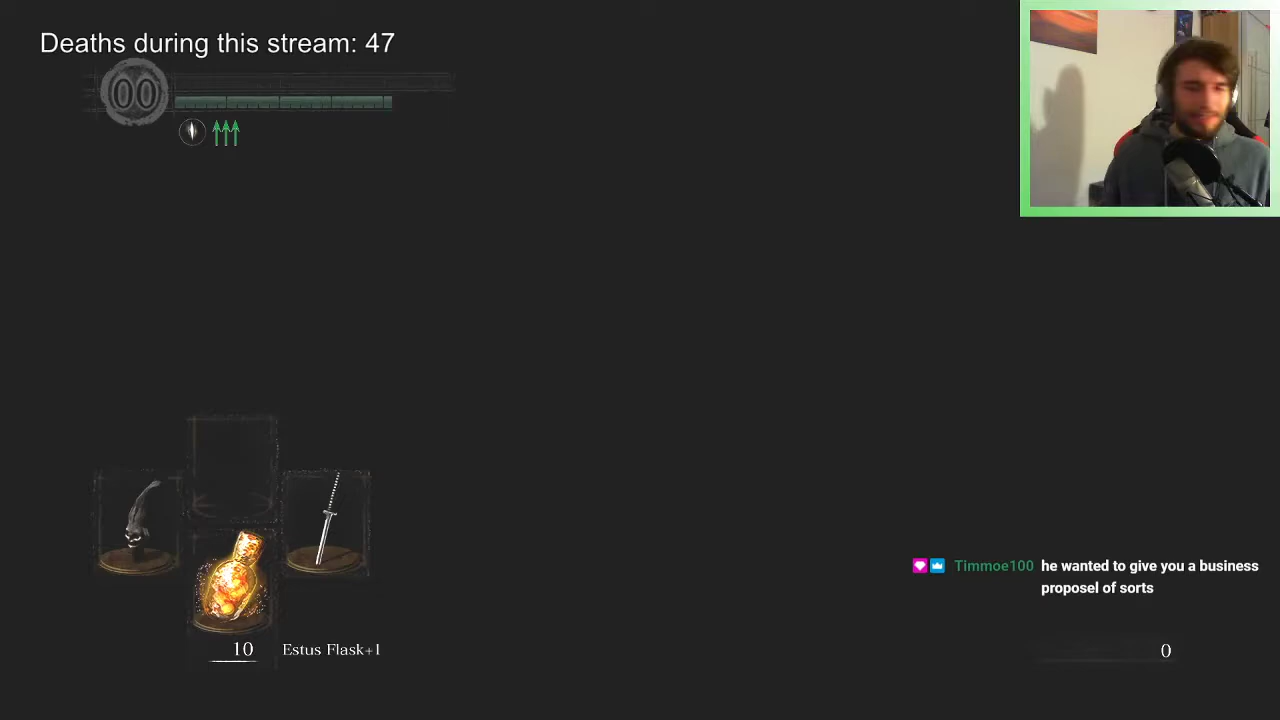 Deaths during this stream: 47
00
10 Estus Flask+1
Timmoe100 he wanted to give you a business
proposel of sorts
0